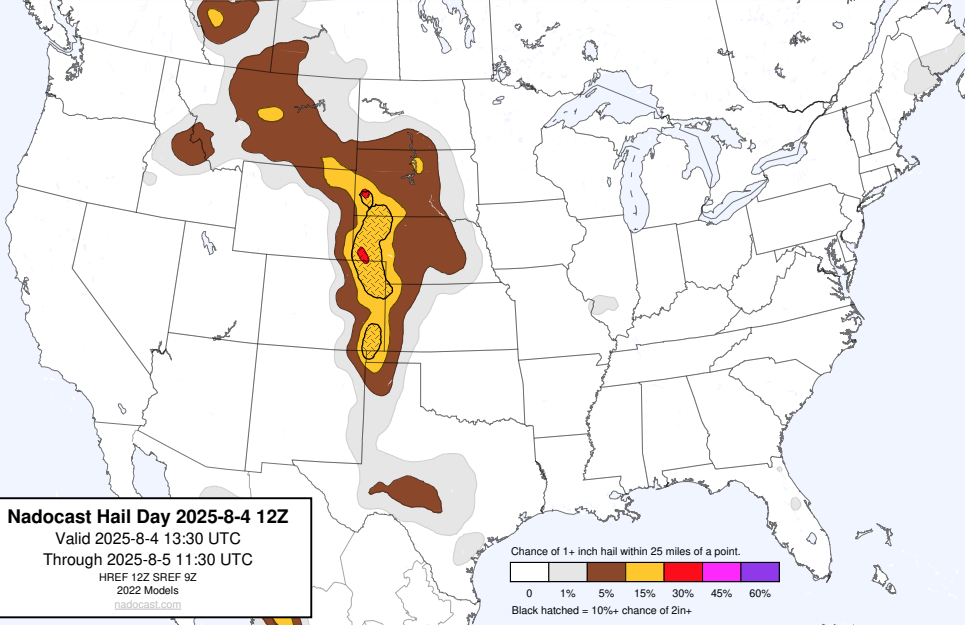 Nadocast Hail Day 2025-8-4 12Z
Valid 2025-8-4 13:30 UTC
Through 2025-8-5 11:30 UTC
HREF 12Z SREF 9Z
2022 Models
nadocast.com
Chance of 1+ inch hail within 25 miles of a point.
0 1% 5% 15% 30% 45% 60%
Black hatched = 10%+ chance of 2in+